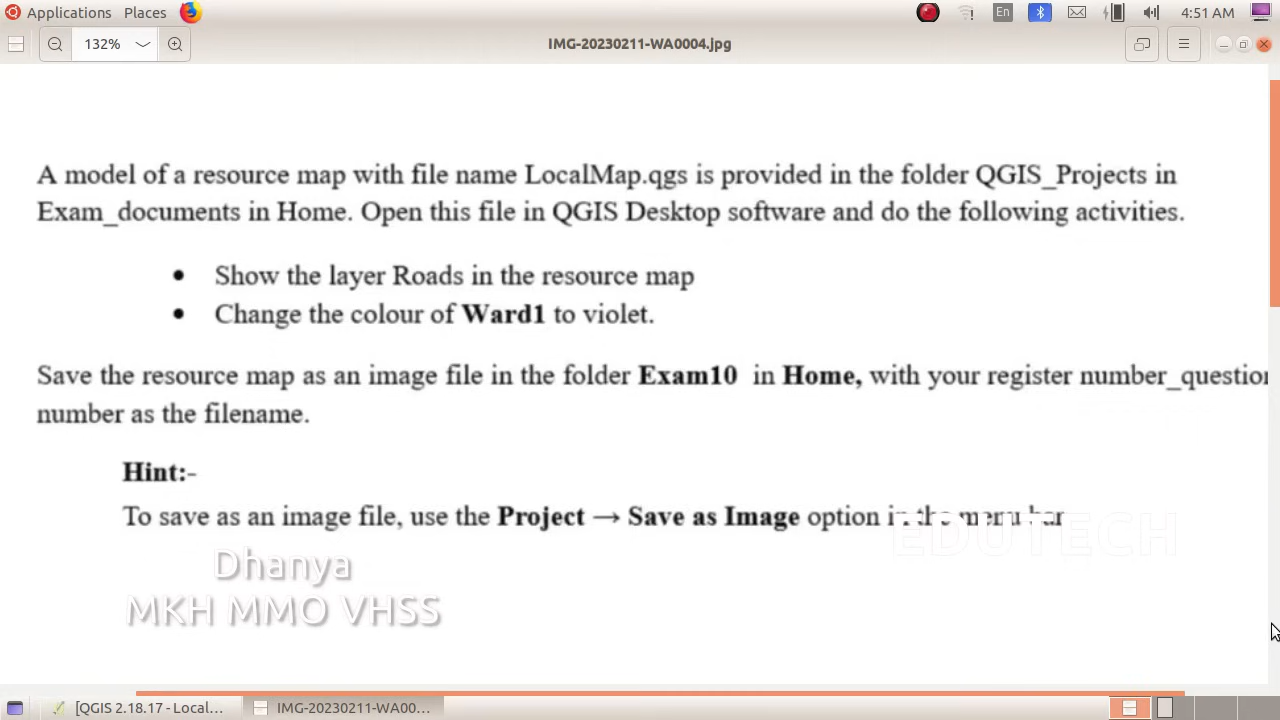 Applications Places
En
4:51 AM
132%
IMG-20230211-WA0004.jpg
A model of a resource map with file name LocalMap.qgs is provided in the folder QGIS_Projects in
Exam_documents in Home. Open this file in QGIS Desktop software and do the following activities.
• Show the layer Roads in the resource map
• Change the colour of Ward1 to violet.
Save the resource map as an image file in the folder Exam10 in Home, with your register number_question
number as the filename.
Hint:-
To save as an image file, use the Project → Save as Image option in the menu bar
EDUTECH
Dhanya
MKH MMO VHSS
[QGIS 2.18.17 - Local... IMG-20230211-WA00...